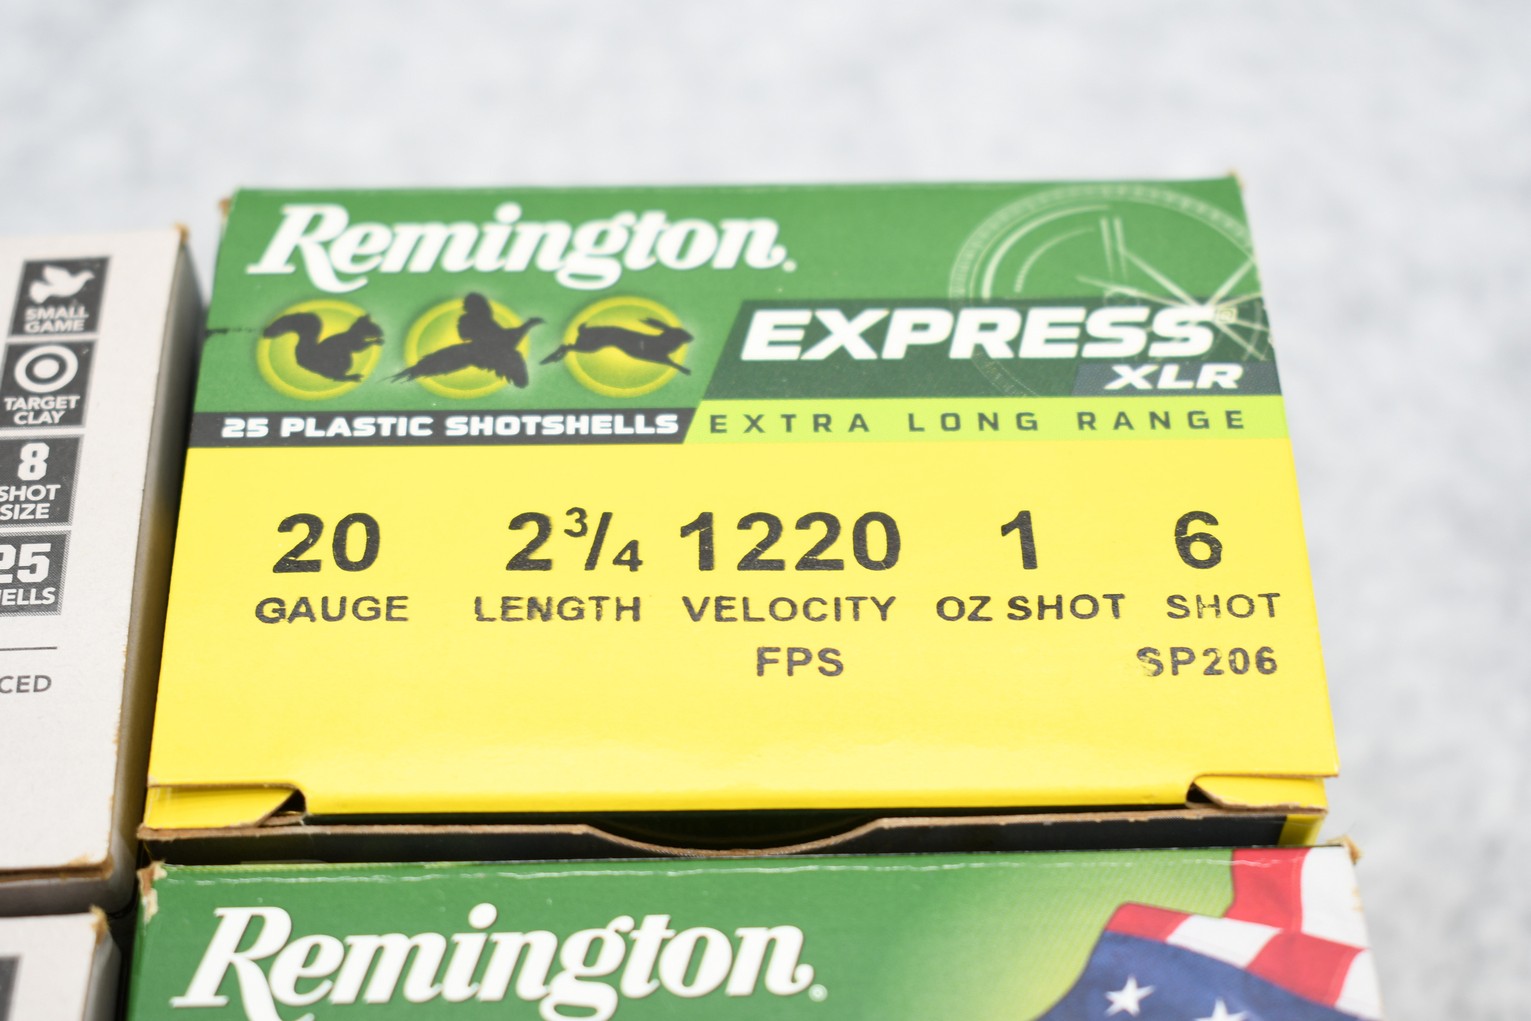 Remington.
EXPRESS
XLR
25 PLASTIC SHOTSHELLS
EXTRA LONG RANGE
20 2 3/4 1220 1 6
GAUGE LENGTH VELOCITY OZ SHOT SHOT
FPS SP206
SMALL
GAME
TARGET
CLAY
8
SHOT
SIZE
25
ELLS
CED
Remington